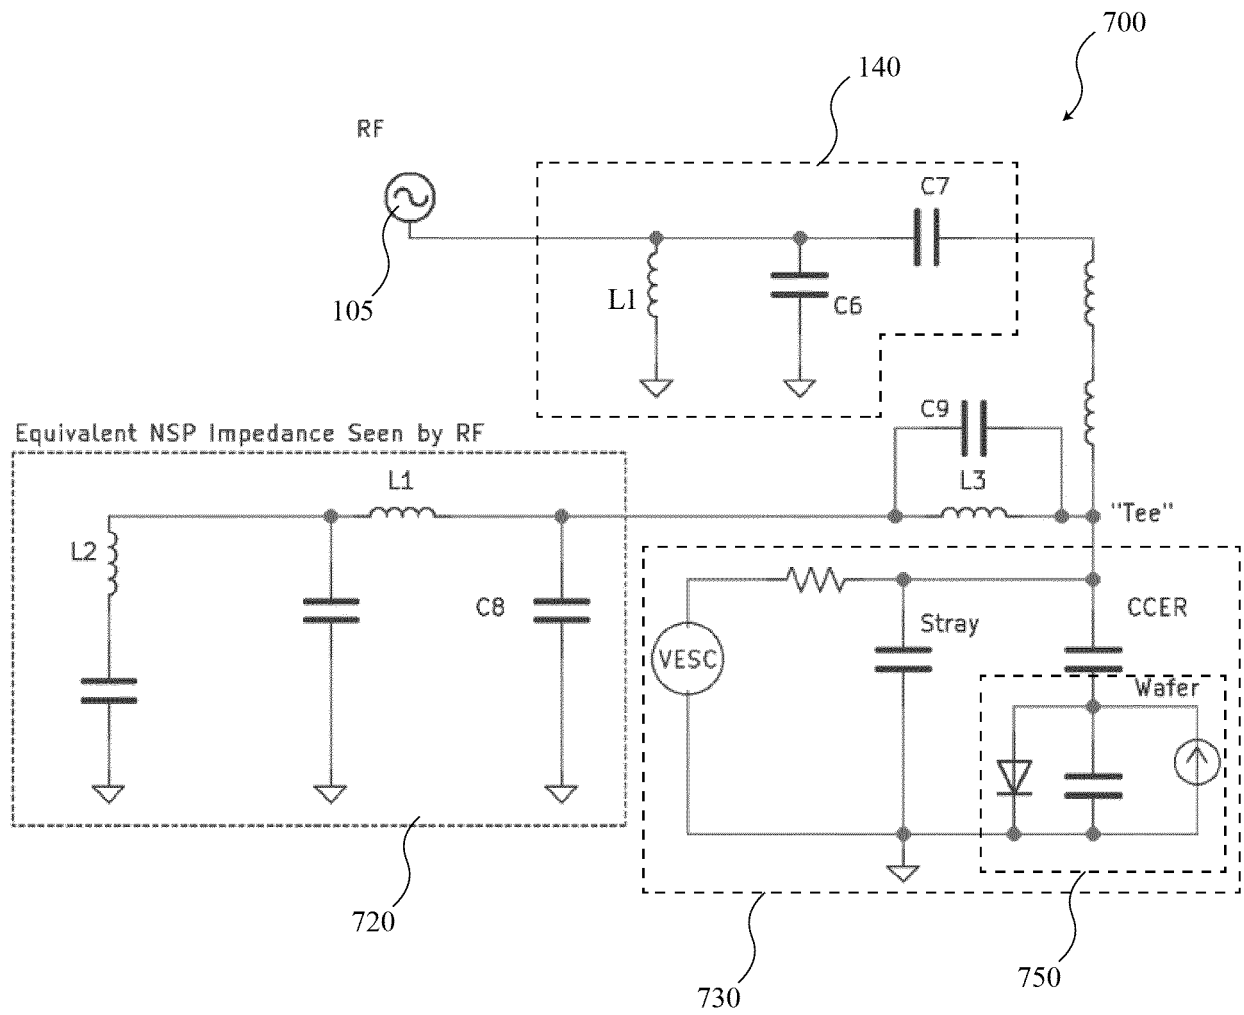 700
140
RF
C7
105
L1
C6
C9
Equivalent NSP Impedance Seen by RF
L1
L3
L2
"Tee"
C8
Stray
CCER
VESC
Wafer
720
730
750